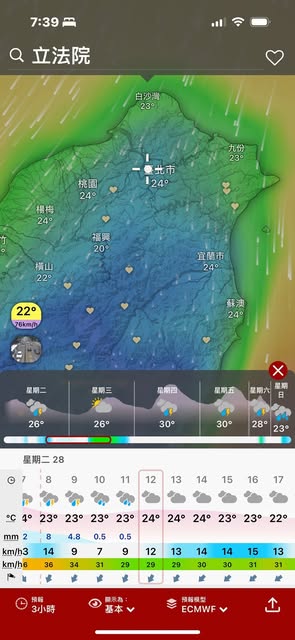 7:39
立法院
白沙灣
23°
九份
23°
北市
24°
桃園
24°
楊梅
24°
福興
20°
宜蘭市
24°
橫山
22°
蘇澳
24°
22°
76km/h
星期二 星期三 星期四 星期五 星期六 星期日
26° 26° 30° 30° 28° 23°
星期二 28
7 8 9 10 11 12 13 14 15 16 17
°C 4° 23° 23° 23° 23° 24° 24° 24° 23° 23° 22°
mm 2 8 4.8 0.5 0.5
km/h 3 14 9 7 9 12 13 14 14 15 13
km/h 36 34 31 29 29 29 30 30 31 31
預報
3小時
顯示為:
基本
預報模型
ECMWF